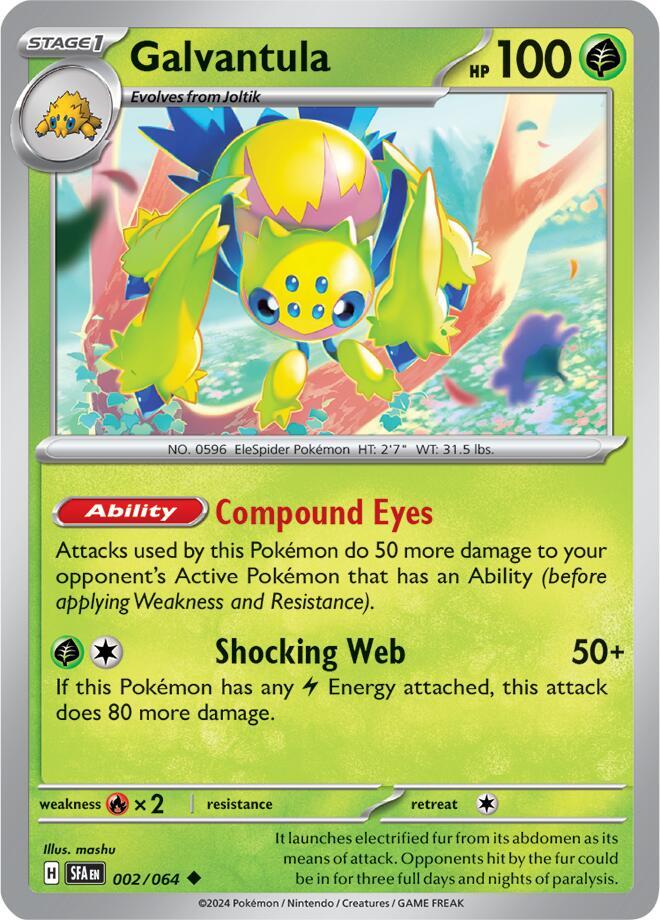 STAGE1
Galvantula
HP 100
Evolves from Joltik
NO. 0596 EleSpider Pokémon HT: 2'7" WT: 31.5 lbs.
Ability Compound Eyes
Attacks used by this Pokémon do 50 more damage to your
opponent's Active Pokémon that has an Ability (before
applying Weakness and Resistance).
Shocking Web 50+
If this Pokémon has any Energy attached, this attack
does 80 more damage.
weakness ×2 resistance retreat
Illus. mashu
It launches electrified fur from its abdomen as its
means of attack. Opponents hit by the fur could
be in for three full days and nights of paralysis.
H SFA EN 002/064
©2024 Pokémon / Nintendo / Creatures / GAME FREAK